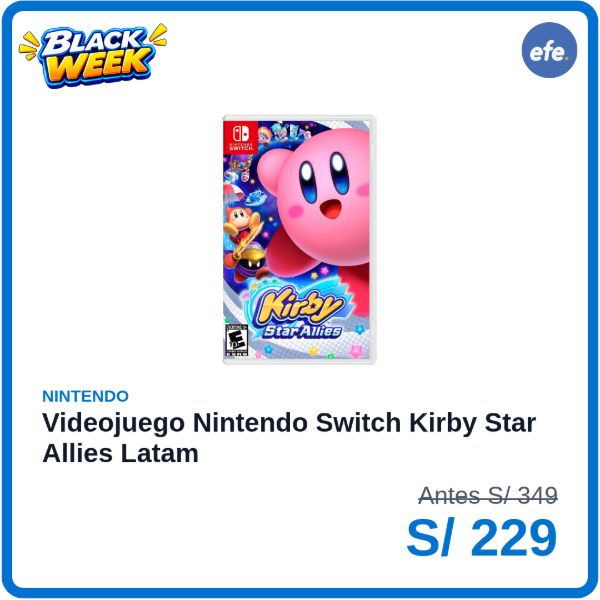 BLACK
WEEK
efe.
NINTENDO
SWITCH
Kirby
Star Allies
E
ESRB
NINTENDO
Videojuego Nintendo Switch Kirby Star
Allies Latam
Antes S/ 349
S/ 229